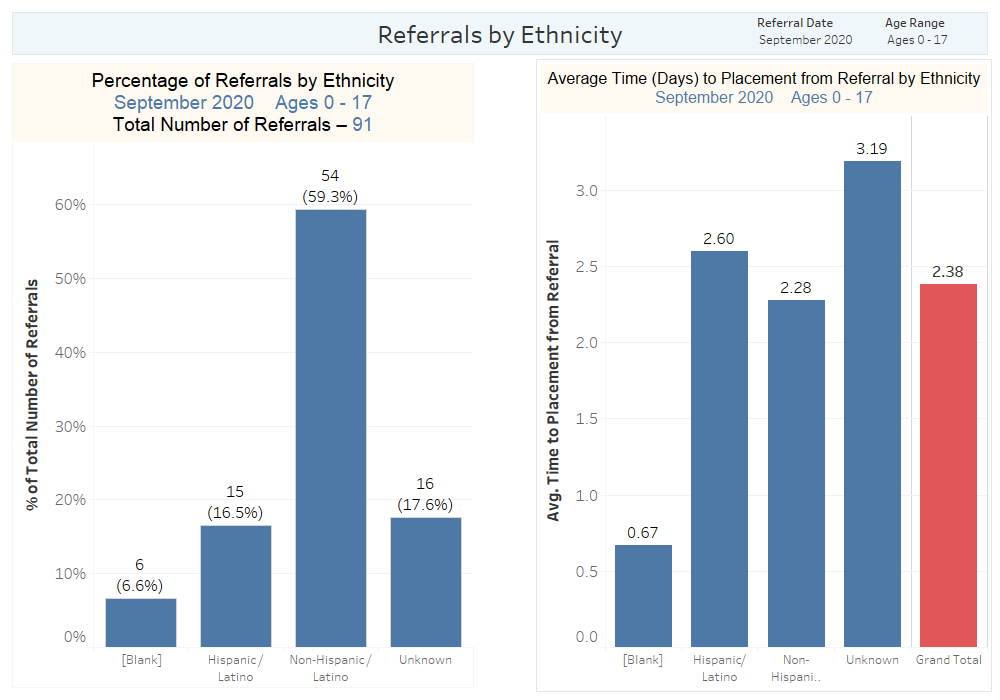 Referrals by Ethnicity
Referral Date
September 2020
Age Range
Ages 0 - 17
Percentage of Referrals by Ethnicity
September 2020 Ages 0 - 17
Total Number of Referrals – 91
% of Total Number of Referrals
60%
50%
40%
30%
20%
10%
0%
6
(6.6%)
15
(16.5%)
54
(59.3%)
16
(17.6%)
[Blank]
Hispanic/
Latino
Non-Hispanic/
Latino
Unknown
Average Time (Days) to Placement from Referral by Ethnicity
September 2020 Ages 0 - 17
Avg. Time to Placement from Referral
3.0
2.5
2.0
1.5
1.0
0.5
0.0
0.67
2.60
2.28
3.19
2.38
[Blank]
Hispanic/
Latino
Non-
Hispani..
Unknown
Grand Total